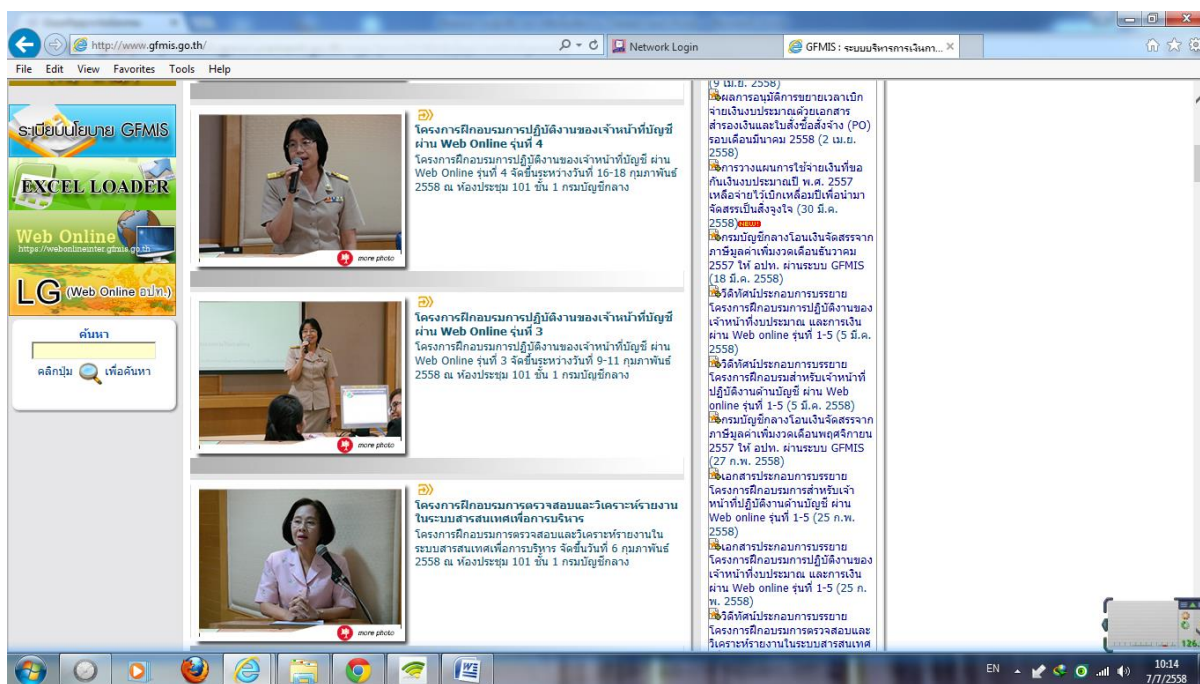 http://www.gfmis.go.th/
Network Login
GFMIS : ระบบบริหารการเงินกา...
File Edit View Favorites Tools Help
ระเบียบนโยบาย GFMIS
EXCEL LOADER
Web Online
https://webonlineinter.gfmis.go.th
LG (Web Online อปท.)
ค้นหา
คลิกปุ่ม เพื่อค้นหา
โครงการฝึกอบรมการปฏิบัติงานของเจ้าหน้าที่บัญชี
ผ่าน Web Online รุ่นที่ 4
โครงการฝึกอบรมการปฏิบัติงานของเจ้าหน้าที่บัญชี ผ่าน
Web Online รุ่นที่ 4 จัดขึ้นระหว่างวันที่ 16-18 กุมภาพันธ์
2558 ณ ห้องประชุม 101 ชั้น 1 กรมบัญชีกลาง
more photo
โครงการฝึกอบรมการปฏิบัติงานของเจ้าหน้าที่บัญชี
ผ่าน Web Online รุ่นที่ 3
โครงการฝึกอบรมการปฏิบัติงานของเจ้าหน้าที่บัญชี ผ่าน
Web Online รุ่นที่ 3 จัดขึ้นระหว่างวันที่ 9-11 กุมภาพันธ์
2558 ณ ห้องประชุม 101 ชั้น 1 กรมบัญชีกลาง
more photo
โครงการฝึกอบรมการตรวจสอบและวิเคราะห์รายงาน
ในระบบสารสนเทศเพื่อการบริหาร
โครงการฝึกอบรมการตรวจสอบและวิเคราะห์รายงานใน
ระบบสารสนเทศเพื่อการบริหาร จัดขึ้นวันที่ 6 กุมภาพันธ์
2558 ณ ห้องประชุม 101 ชั้น 1 กรมบัญชีกลาง
more photo
(9 เม.ย. 2558)
ผลการอนุมัติการขยายเวลาเบิก
จ่ายเงินงบประมาณด้วยเอกสาร
สำรองเงินและใบสั่งซื้อสั่งจ้าง (PO)
รอบเดือนมีนาคม 2558 (2 เม.ย.
2558)
การวางแผนการใช้จ่ายเงินที่ขอ
กันเงินงบประมาณปี พ.ศ. 2557
เหลือจ่ายไว้เบิกเหลื่อมปีเพื่อนำมา
จัดสรรเป็นสิ่งจูงใจ (30 มี.ค.
2558)
กรมบัญชีกลางโอนเงินจัดสรรจาก
ภาษีมูลค่าเพิ่มงวดเดือนธันวาคม
2557 ให้ อปท. ผ่านระบบ GFMIS
(18 มี.ค. 2558)
วิดีทัศน์ประกอบการบรรยาย
โครงการฝึกอบรมการปฏิบัติงานของ
เจ้าหน้าที่งบประมาณ และการเงิน
ผ่าน Web online รุ่นที่ 1-5 (5 มี.ค.
2558)
วิดีทัศน์ประกอบการบรรยาย
โครงการฝึกอบรมสำหรับเจ้าหน้าที่
ปฏิบัติงานด้านบัญชี ผ่าน Web
online รุ่นที่ 1-5 (5 มี.ค. 2558)
กรมบัญชีกลางโอนเงินจัดสรรจาก
ภาษีมูลค่าเพิ่มงวดเดือนพฤศจิกายน
2557 ให้ อปท. ผ่านระบบ GFMIS
(27 ก.พ. 2558)
เอกสารประกอบการบรรยาย
โครงการฝึกอบรมการสำหรับเจ้า
หน้าที่ปฏิบัติงานด้านบัญชี ผ่าน
Web online รุ่นที่ 1-5 (25 ก.พ.
2558)
เอกสารประกอบการบรรยาย
โครงการฝึกอบรมการปฏิบัติงานของ
เจ้าหน้าที่งบประมาณ และการเงิน
ผ่าน Web online รุ่นที่ 1-5 (25 ก.
พ. 2558)
วิดีทัศน์ประกอบการบรรยาย
โครงการฝึกอบรมการตรวจสอบและ
วิเคราะห์รายงานในระบบสารสนเทศ
EN
10:14
7/7/2558